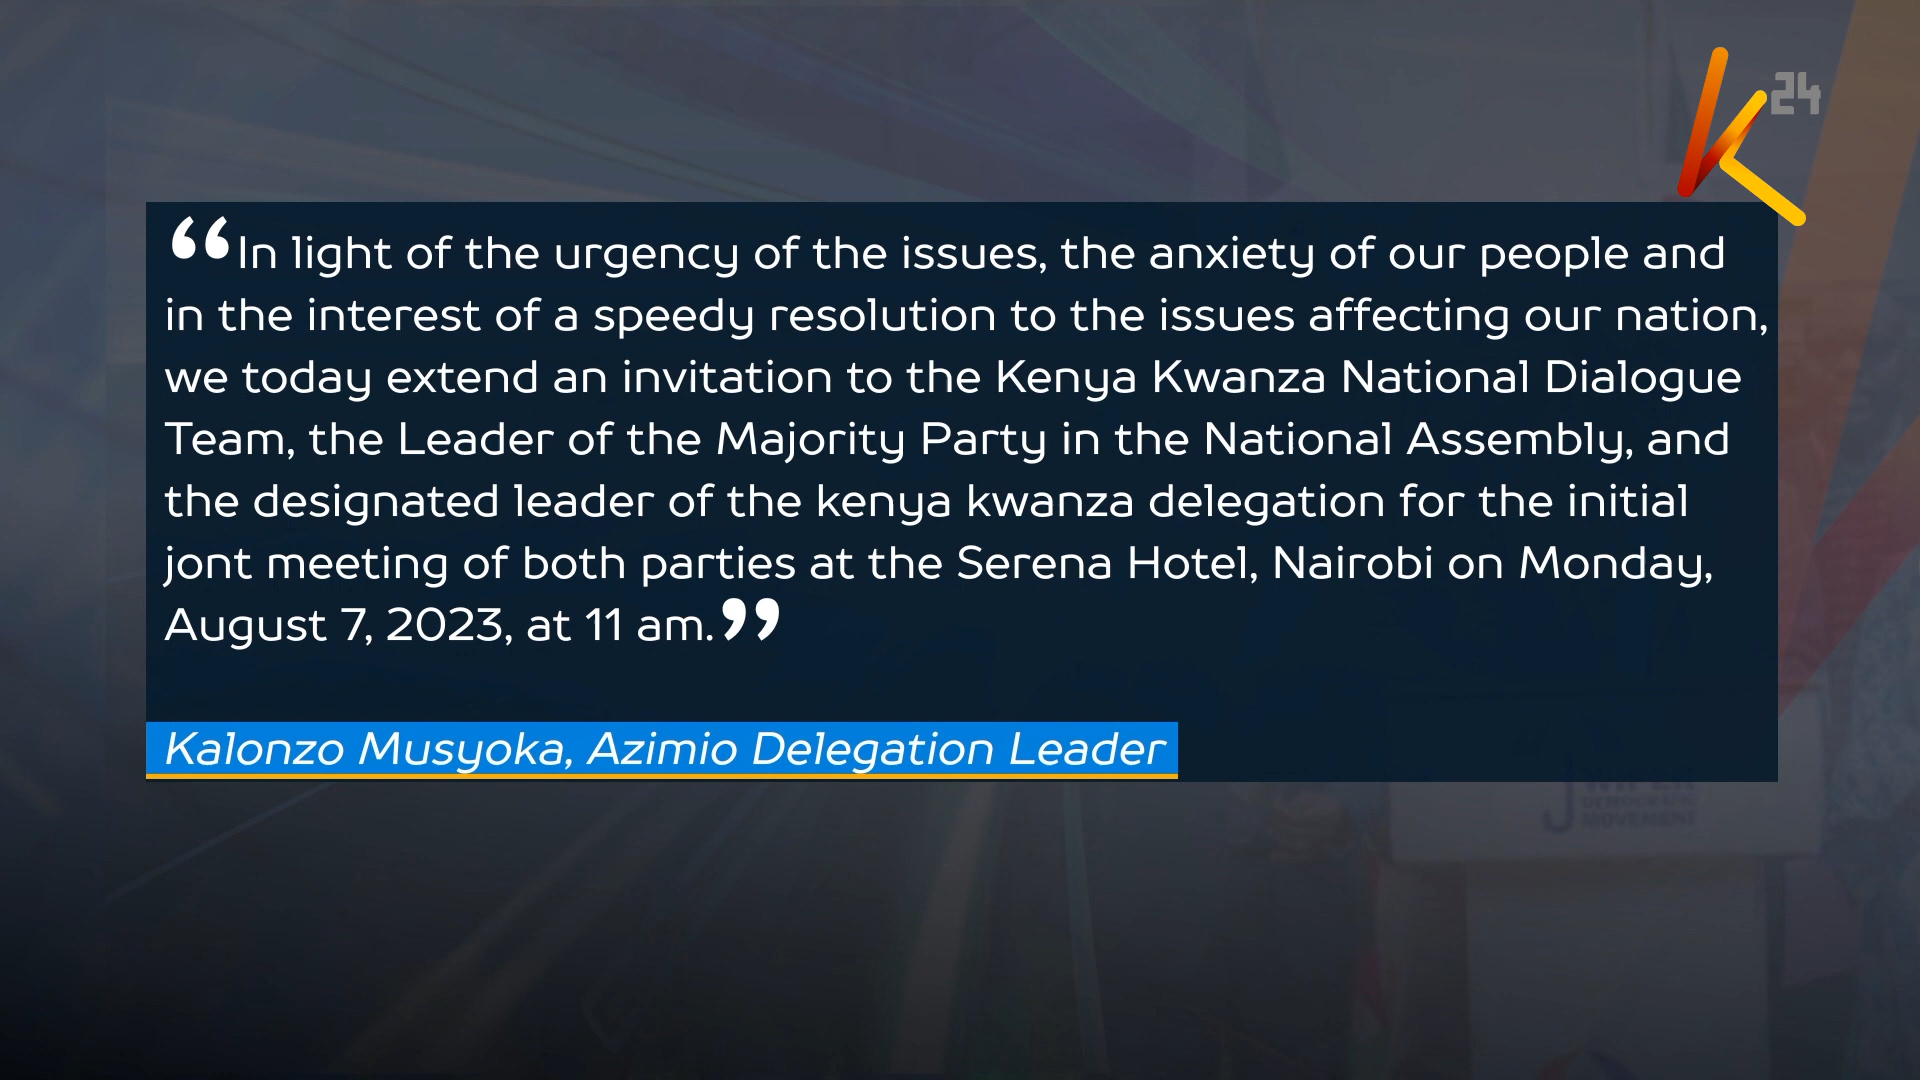 K24
“In light of the urgency of the issues, the anxiety of our people and
in the interest of a speedy resolution to the issues affecting our nation,
we today extend an invitation to the Kenya Kwanza National Dialogue
Team, the Leader of the Majority Party in the National Assembly, and
the designated leader of the kenya kwanza delegation for the initial
jont meeting of both parties at the Serena Hotel, Nairobi on Monday,
August 7, 2023, at 11 am.”
Kalonzo Musyoka, Azimio Delegation Leader
WIPER
DEMOCRATIC
MOVEMENT